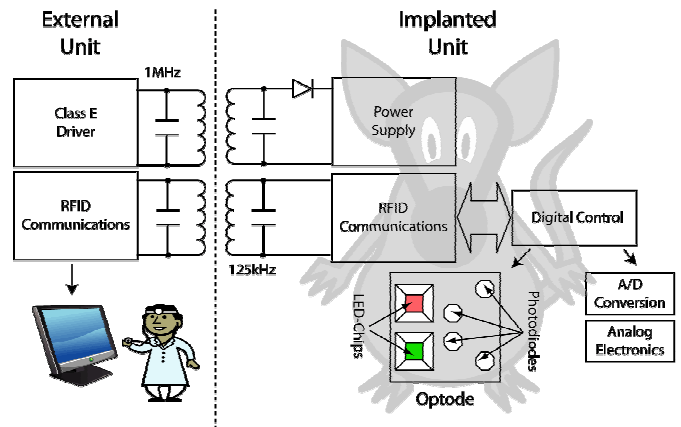 External
Unit
Implanted
Unit
1MHz
Class E
Driver
Power
Supply
RFID
Communications
RFID
Communications
Digital Control
125kHz
LED-Chips
Photodiodes
A/D
Conversion
Analog
Electronics
Optode